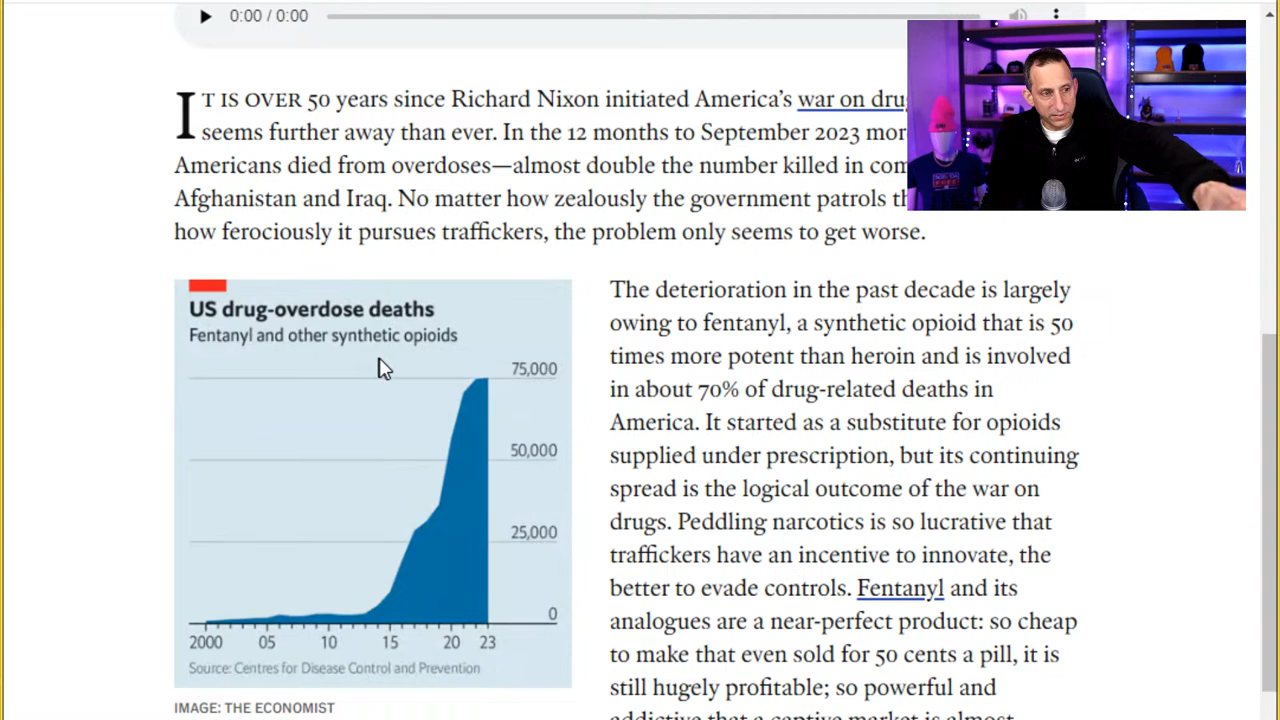 0:00 / 0:00
IT IS OVER 50 years since Richard Nixon initiated America's war on dru
seems further away than ever. In the 12 months to September 2023 mor
Americans died from overdoses—almost double the number killed in com
Afghanistan and Iraq. No matter how zealously the government patrols th
how ferociously it pursues traffickers, the problem only seems to get worse.
US drug-overdose deaths
Fentanyl and other synthetic opioids
75,000
50,000
25,000
0
2000 05 10 15 20 23
Source: Centres for Disease Control and Prevention
IMAGE: THE ECONOMIST
The deterioration in the past decade is largely
owing to fentanyl, a synthetic opioid that is 50
times more potent than heroin and is involved
in about 70% of drug-related deaths in
America. It started as a substitute for opioids
supplied under prescription, but its continuing
spread is the logical outcome of the war on
drugs. Peddling narcotics is so lucrative that
traffickers have an incentive to innovate, the
better to evade controls. Fentanyl and its
analogues are a near-perfect product: so cheap
to make that even sold for 50 cents a pill, it is
still hugely profitable; so powerful and
addictive that a captive market is almost